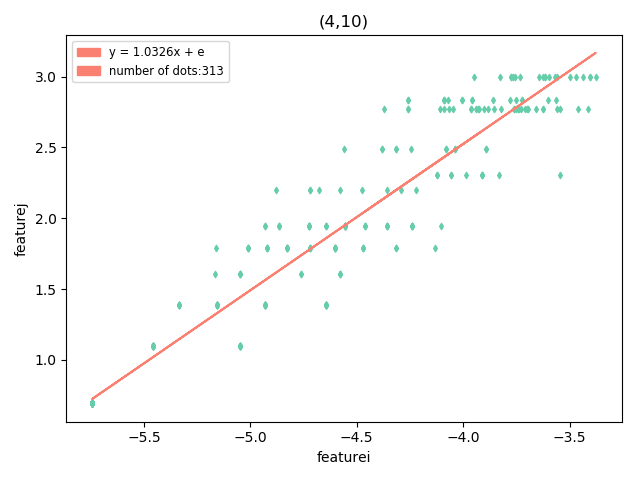 (4,10)
y = 1.0326x + e
number of dots:313
3.0
2.5
2.0
1.5
1.0
featurej
−5.5 −5.0 −4.5 −4.0 −3.5
featurei